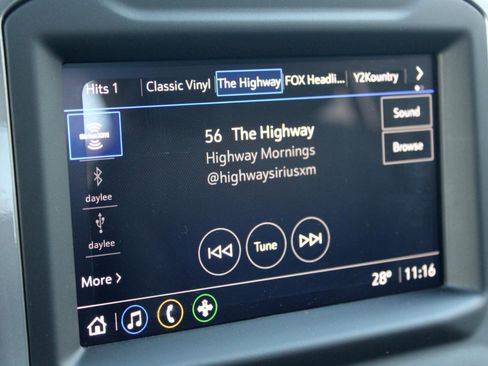 Hits 1 Classic Vinyl The Highway FOX Headli... Y2Kountry
SiriusXM
56 The Highway
Highway Mornings
@highwaysiriusxm
Sound
Browse
daylee
daylee
More
Tune
28° 11:16